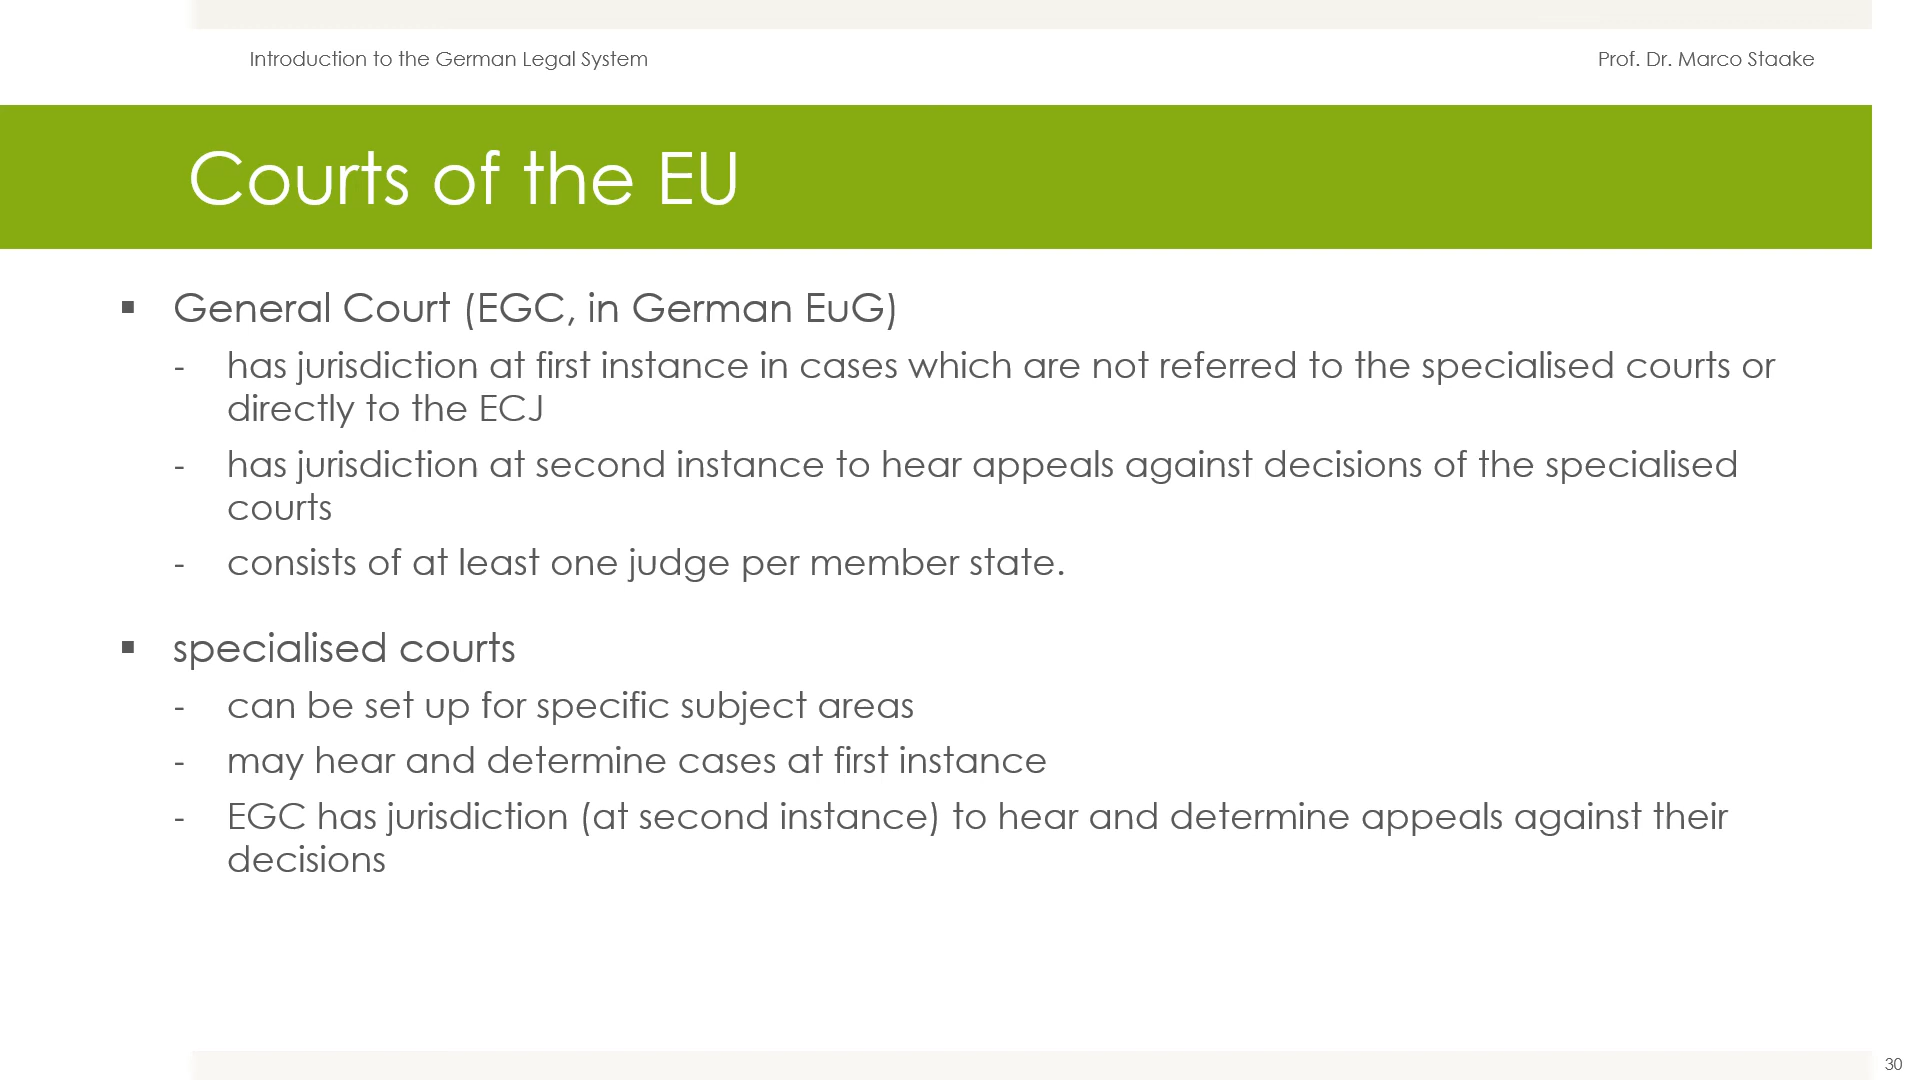 Introduction to the German Legal System
Prof. Dr. Marco Staake
Courts of the EU
▪ General Court (EGC, in German EuG)
- has jurisdiction at first instance in cases which are not referred to the specialised courts or
directly to the ECJ
- has jurisdiction at second instance to hear appeals against decisions of the specialised
courts
- consists of at least one judge per member state.
▪ specialised courts
- can be set up for specific subject areas
- may hear and determine cases at first instance
- EGC has jurisdiction (at second instance) to hear and determine appeals against their
decisions
30